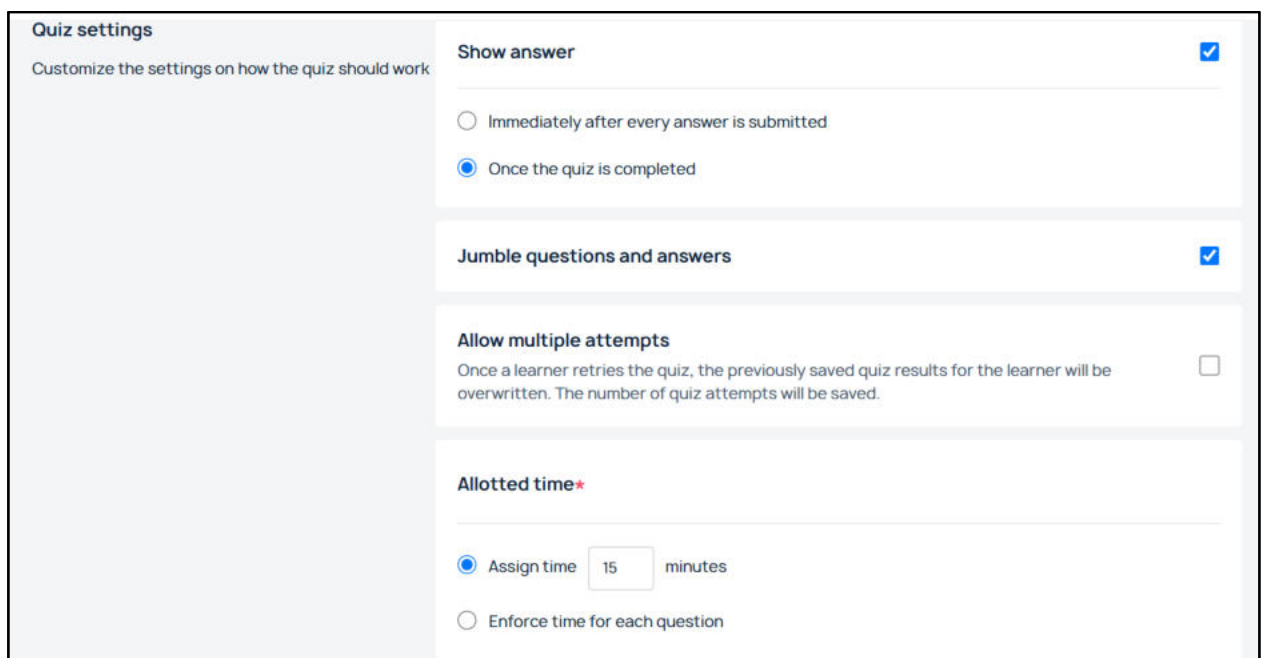 Quiz settings
Customize the settings on how the quiz should work
Show answer
Immediately after every answer is submitted
Once the quiz is completed
Jumble questions and answers
Allow multiple attempts
Once a learner retries the quiz, the previously saved quiz results for the learner will be
overwritten. The number of quiz attempts will be saved.
Allotted time*
Assign time 15 minutes
Enforce time for each question